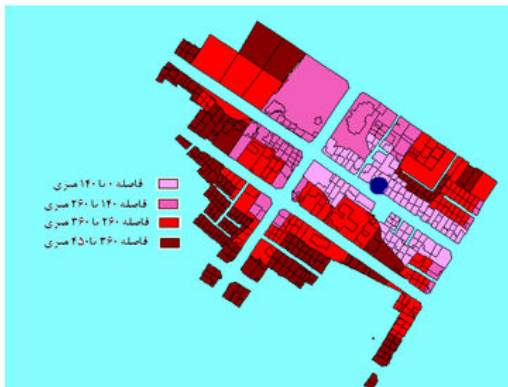 فاصله ۰ تا ۱۴۰ متری
فاصله ۱۴۰ تا ۲۶۰ متری
فاصله ۲۶۰ تا ۳۶۰ متری
فاصله ۳۶۰ تا ۴۵۰ متری